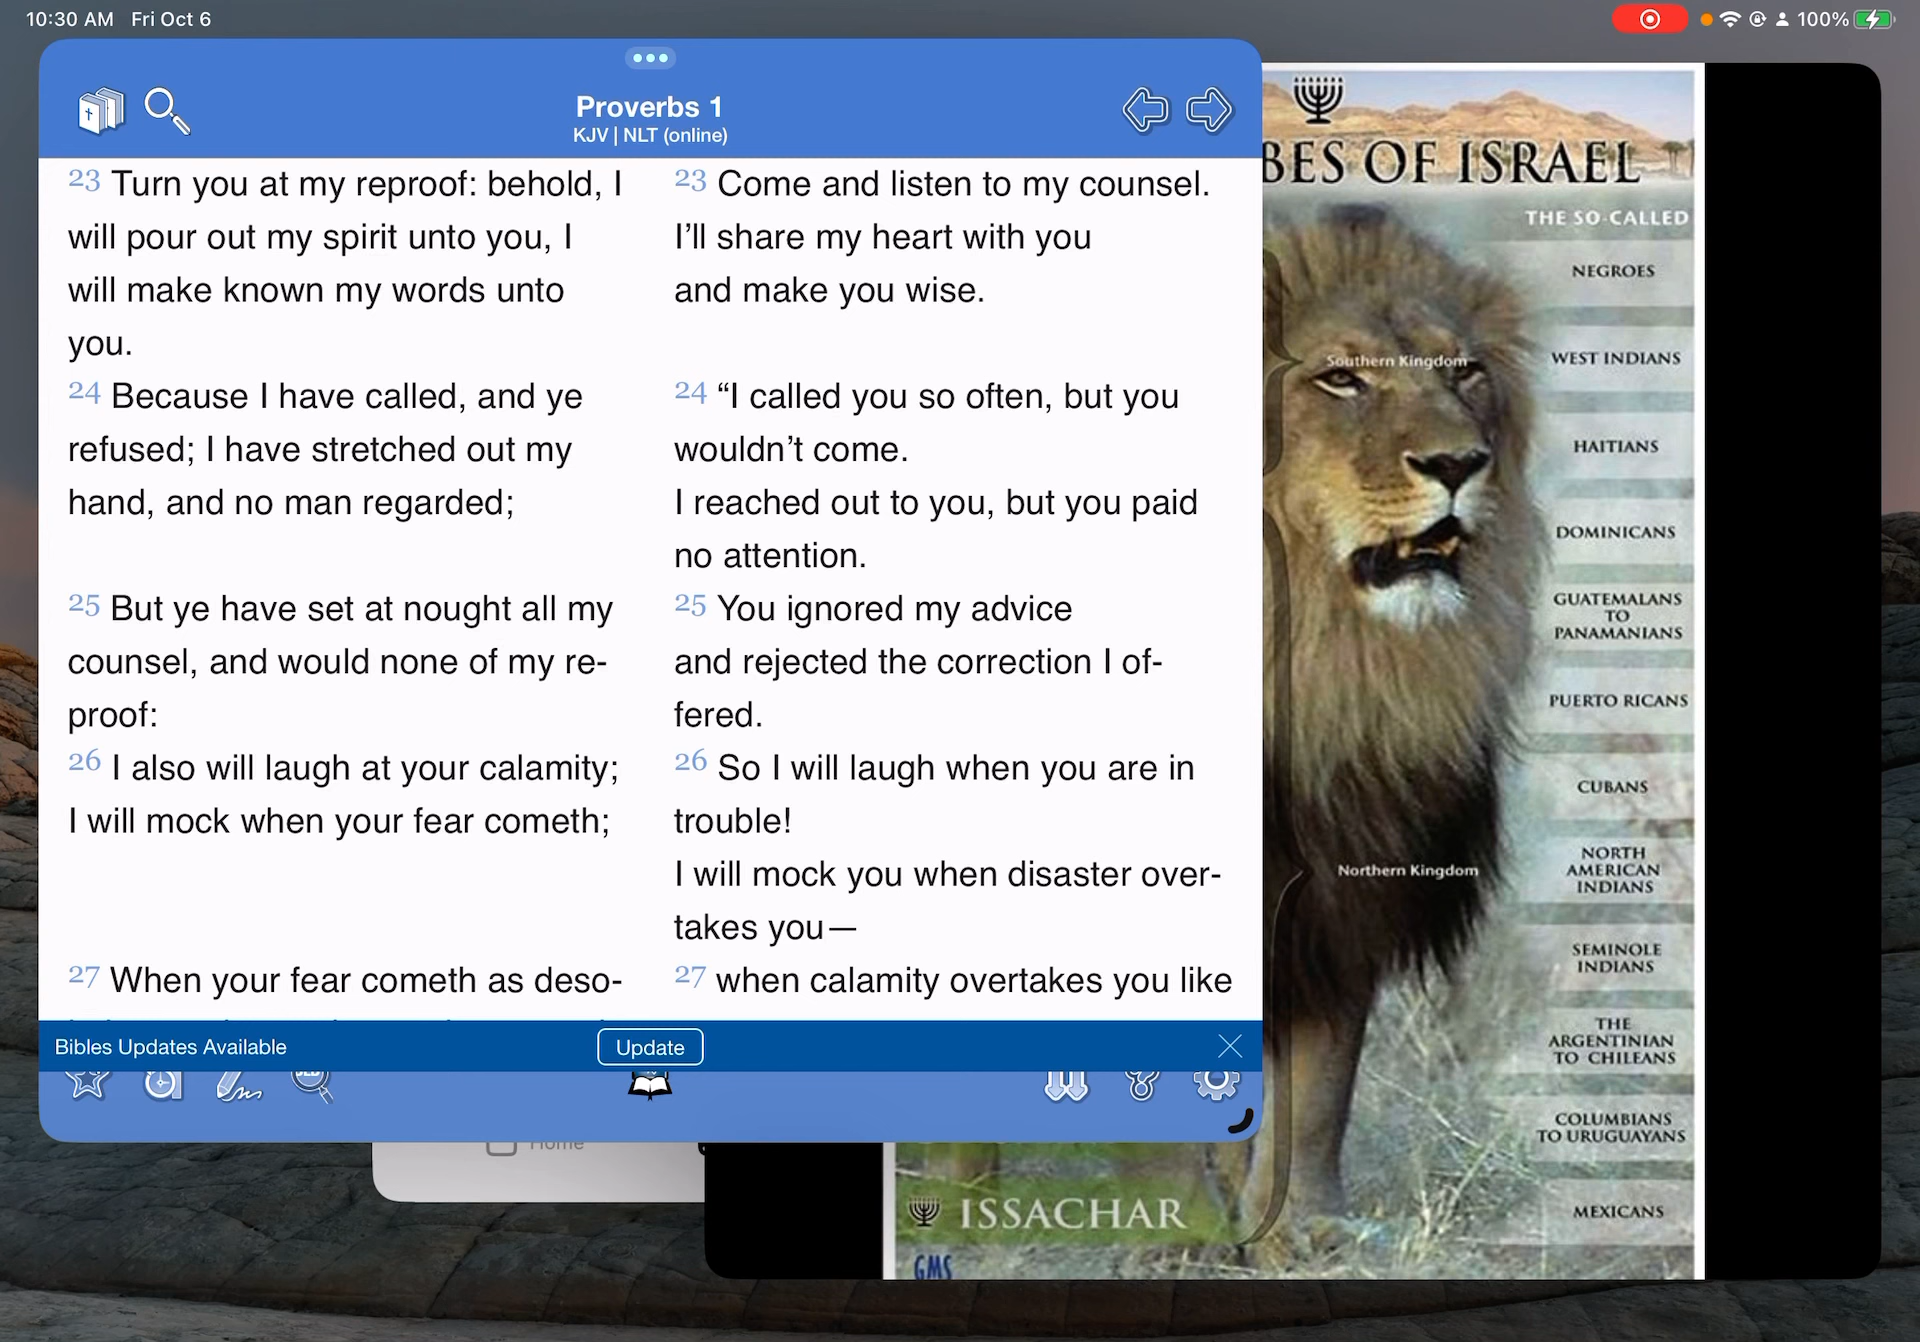 10:30 AM Fri Oct 6
100%
Proverbs 1
KJV | NLT (online)
23 Turn you at my reproof: behold, I
will pour out my spirit unto you, I
will make known my words unto
you.
24 Because I have called, and ye
refused; I have stretched out my
hand, and no man regarded;
25 But ye have set at nought all my
counsel, and would none of my re-
proof:
26 I also will laugh at your calamity;
I will mock when your fear cometh;
27 When your fear cometh as deso-
23 Come and listen to my counsel.
I’ll share my heart with you
and make you wise.
24 “I called you so often, but you
wouldn’t come.
I reached out to you, but you paid
no attention.
25 You ignored my advice
and rejected the correction I of-
fered.
26 So I will laugh when you are in
trouble!
I will mock you when disaster over-
takes you—
27 when calamity overtakes you like
Bibles Updates Available
Update
Home
BES OF ISRAEL
THE SO-CALLED
NEGROES
WEST INDIANS
Southern Kingdom
HAITIANS
DOMINICANS
GUATEMALANS
TO
PANAMANIANS
PUERTO RICANS
CUBANS
Northern Kingdom
NORTH
AMERICAN
INDIANS
SEMINOLE
INDIANS
THE
ARGENTINIAN
TO CHILEANS
COLUMBIANS
TO URUGUAYANS
MEXICANS
ISSACHAR
GMS